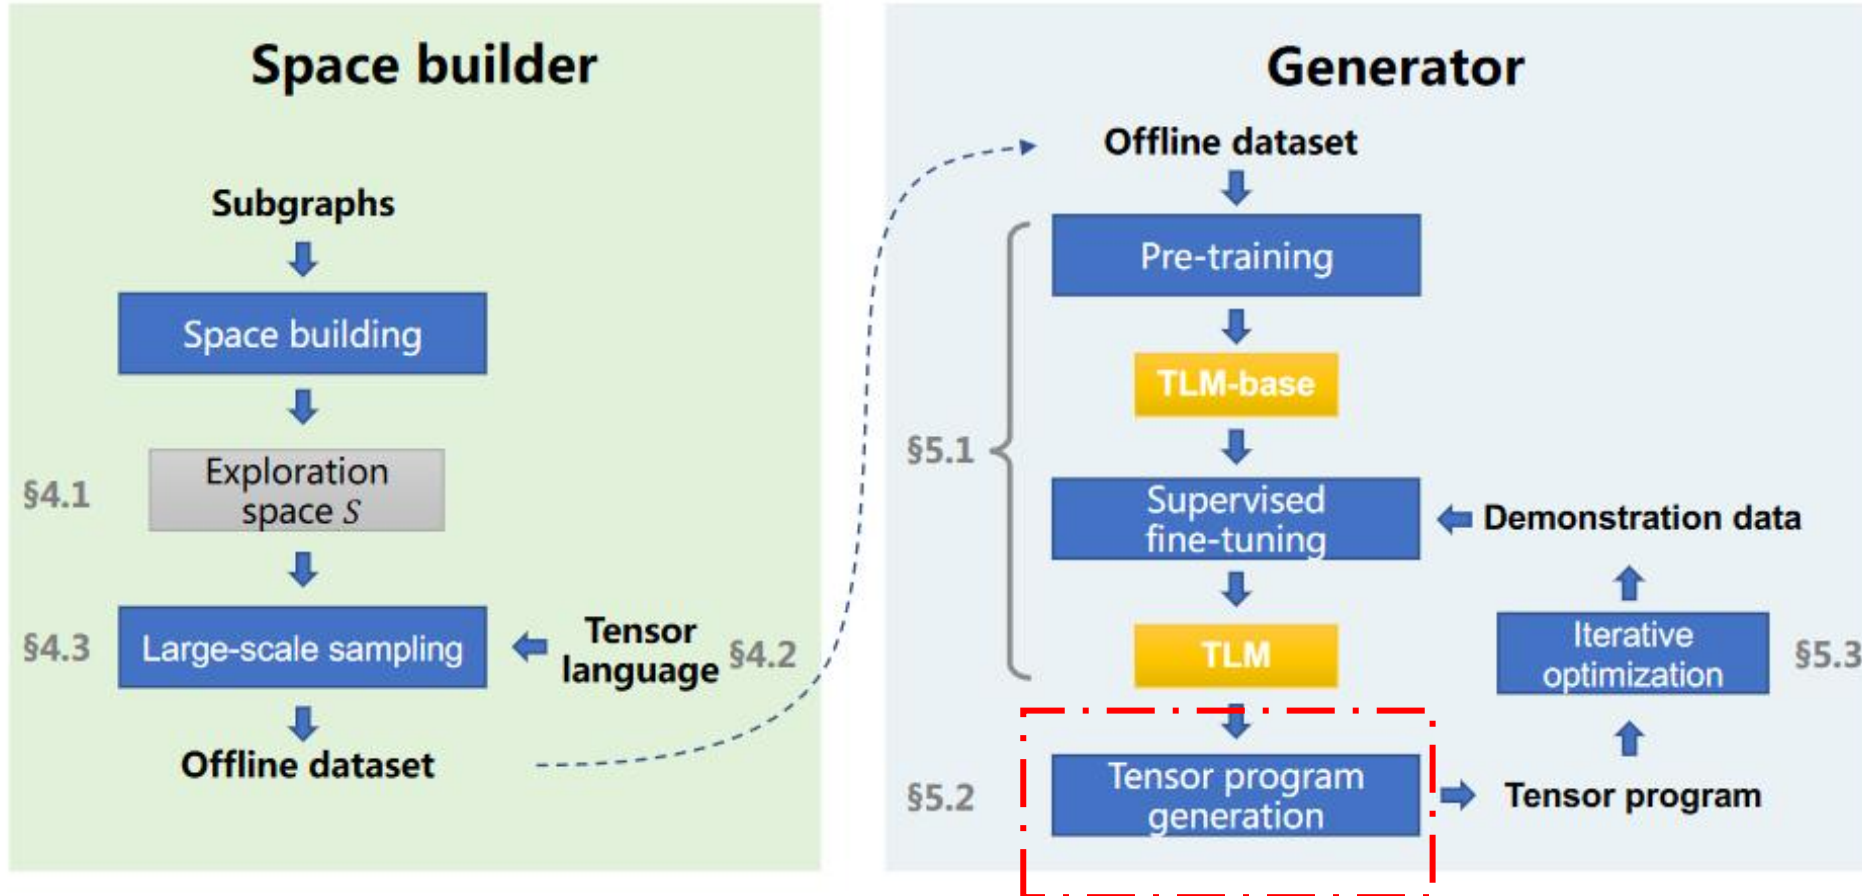 Space builder
Subgraphs
Space building
§4.1
Exploration
space S
§4.3
Large-scale sampling
Tensor
language
§4.2
Offline dataset
Generator
Offline dataset
Pre-training
TLM-base
§5.1
Supervised
fine-tuning
Demonstration data
TLM
Iterative
optimization
§5.3
§5.2
Tensor program
generation
Tensor program